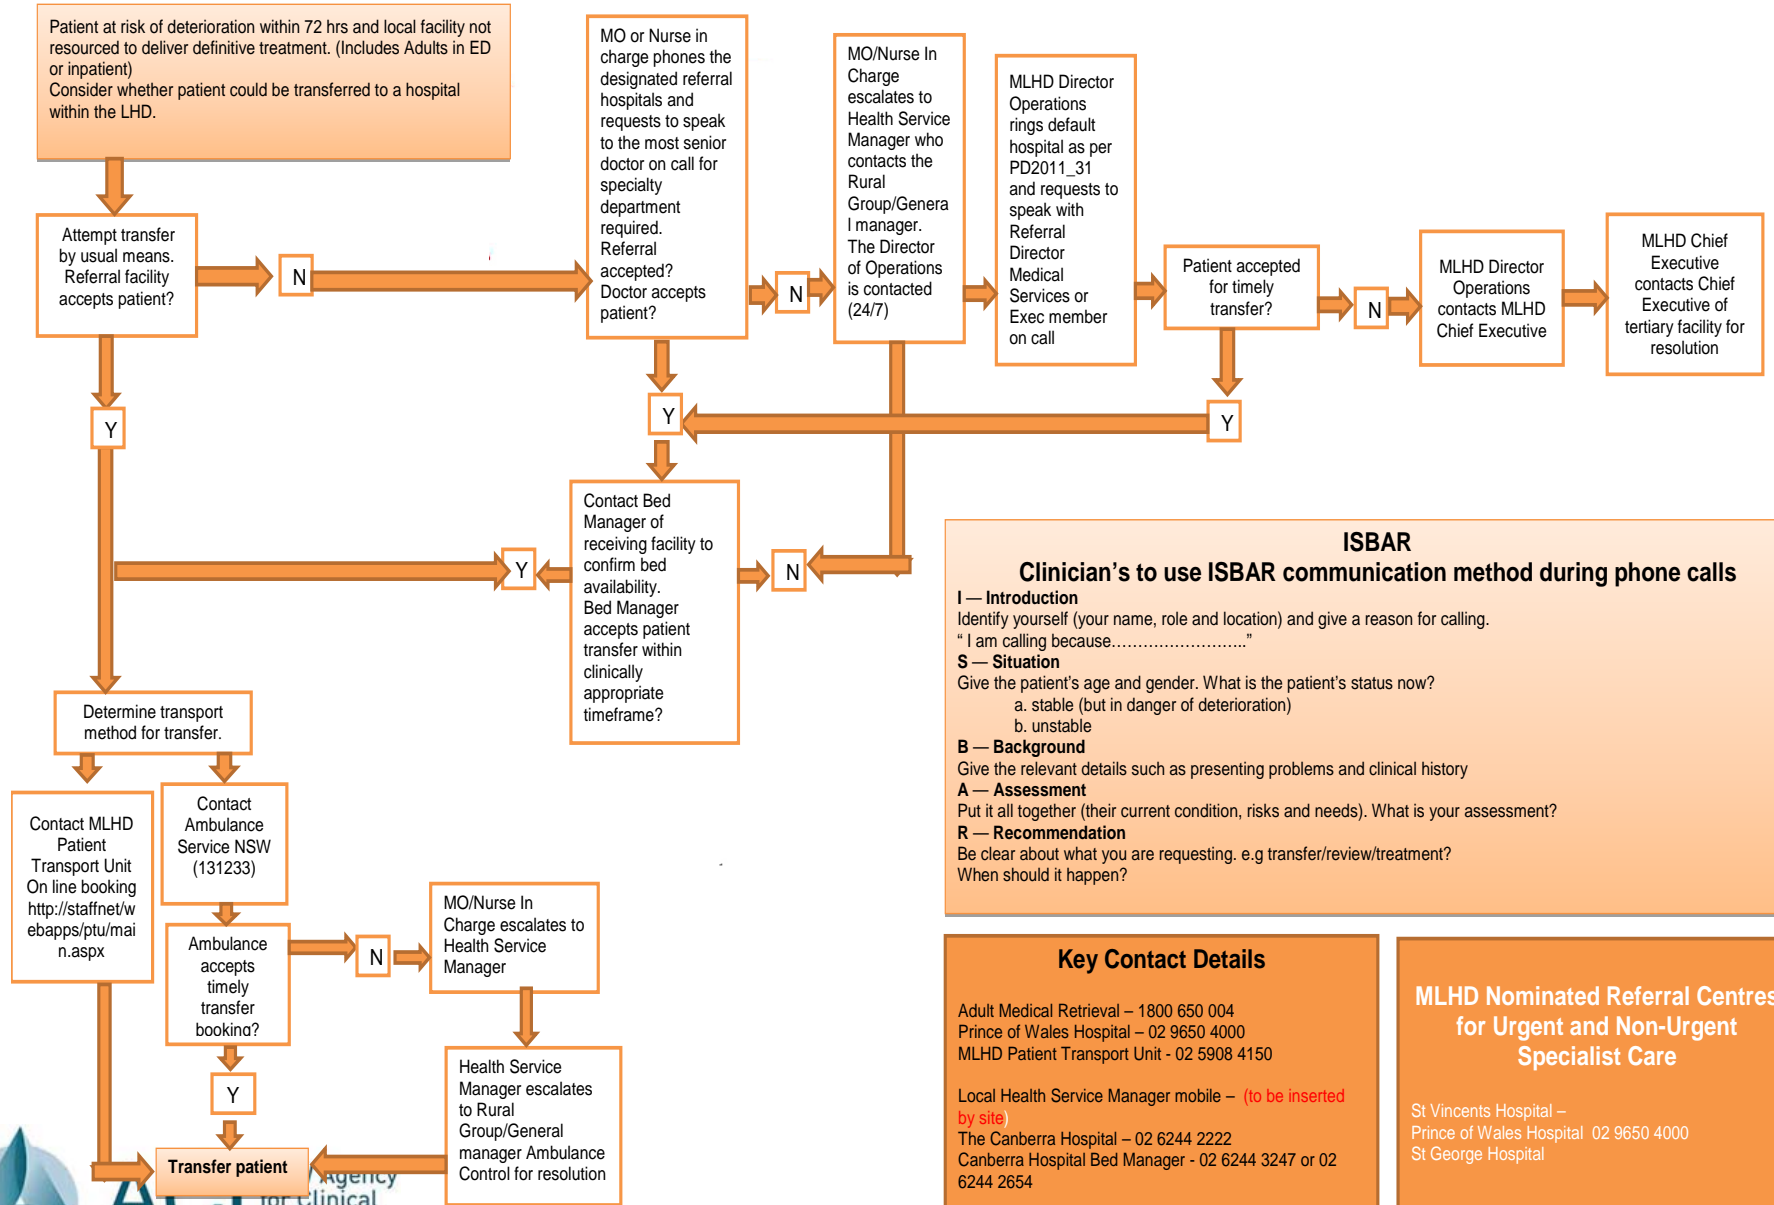 Patient at risk of deterioration within 72 hrs and local facility not
resourced to deliver definitive treatment. (Includes Adults in ED
or inpatient)
Consider whether patient could be transferred to a hospital
within the LHD.
Attempt transfer
by usual means.
Referral facility
accepts patient?
N
MO or Nurse in
charge phones the
designated referral
hospitals and
requests to speak
to the most senior
doctor on call for
specialty
department
required.
Referral
accepted?
Doctor accepts
patient?
N
MO/Nurse In
Charge
escalates to
Health Service
Manager who
contacts the
Rural
Group/Genera
l manager.
The Director
of Operations
is contacted
(24/7)
MLHD Director
Operations
rings default
hospital as per
PD2011_31
and requests to
speak with
Referral
Director
Medical
Services or
Exec member
on call
Patient accepted
for timely
transfer?
N
MLHD Director
Operations
contacts MLHD
Chief Executive
MLHD Chief
Executive
contacts Chief
Executive of
tertiary facility for
resolution
Y
Y
Y
Contact Bed
Manager of
receiving facility to
confirm bed
availability.
Bed Manager
accepts patient
transfer within
clinically
appropriate
timeframe?
Y
N
Determine transport
method for transfer.
Contact MLHD
Patient
Transport Unit
On line booking
http://staffnet/w
ebapps/ptu/mai
n.aspx
Contact
Ambulance
Service NSW
(131233)
Ambulance
accepts
timely
transfer
booking?
N
MO/Nurse In
Charge escalates to
Health Service
Manager
Y
Health Service
Manager escalates
to Rural
Group/General
manager Ambulance
Control for resolution
Transfer patient
Agency
for Clinical
ISBAR
Clinician's to use ISBAR communication method during phone calls
I — Introduction
Identify yourself (your name, role and location) and give a reason for calling.
“ I am calling because……………………..”
S — Situation
Give the patient's age and gender. What is the patient's status now?
a. stable (but in danger of deterioration)
b. unstable
B — Background
Give the relevant details such as presenting problems and clinical history
A — Assessment
Put it all together (their current condition, risks and needs). What is your assessment?
R — Recommendation
Be clear about what you are requesting. e.g transfer/review/treatment?
When should it happen?
Key Contact Details
Adult Medical Retrieval – 1800 650 004
Prince of Wales Hospital – 02 9650 4000
MLHD Patient Transport Unit - 02 5908 4150
Local Health Service Manager mobile – (to be inserted
by site)
The Canberra Hospital – 02 6244 2222
Canberra Hospital Bed Manager - 02 6244 3247 or 02
6244 2654
MLHD Nominated Referral Centres
for Urgent and Non-Urgent
Specialist Care
St Vincents Hospital –
Prince of Wales Hospital 02 9650 4000
St George Hospital